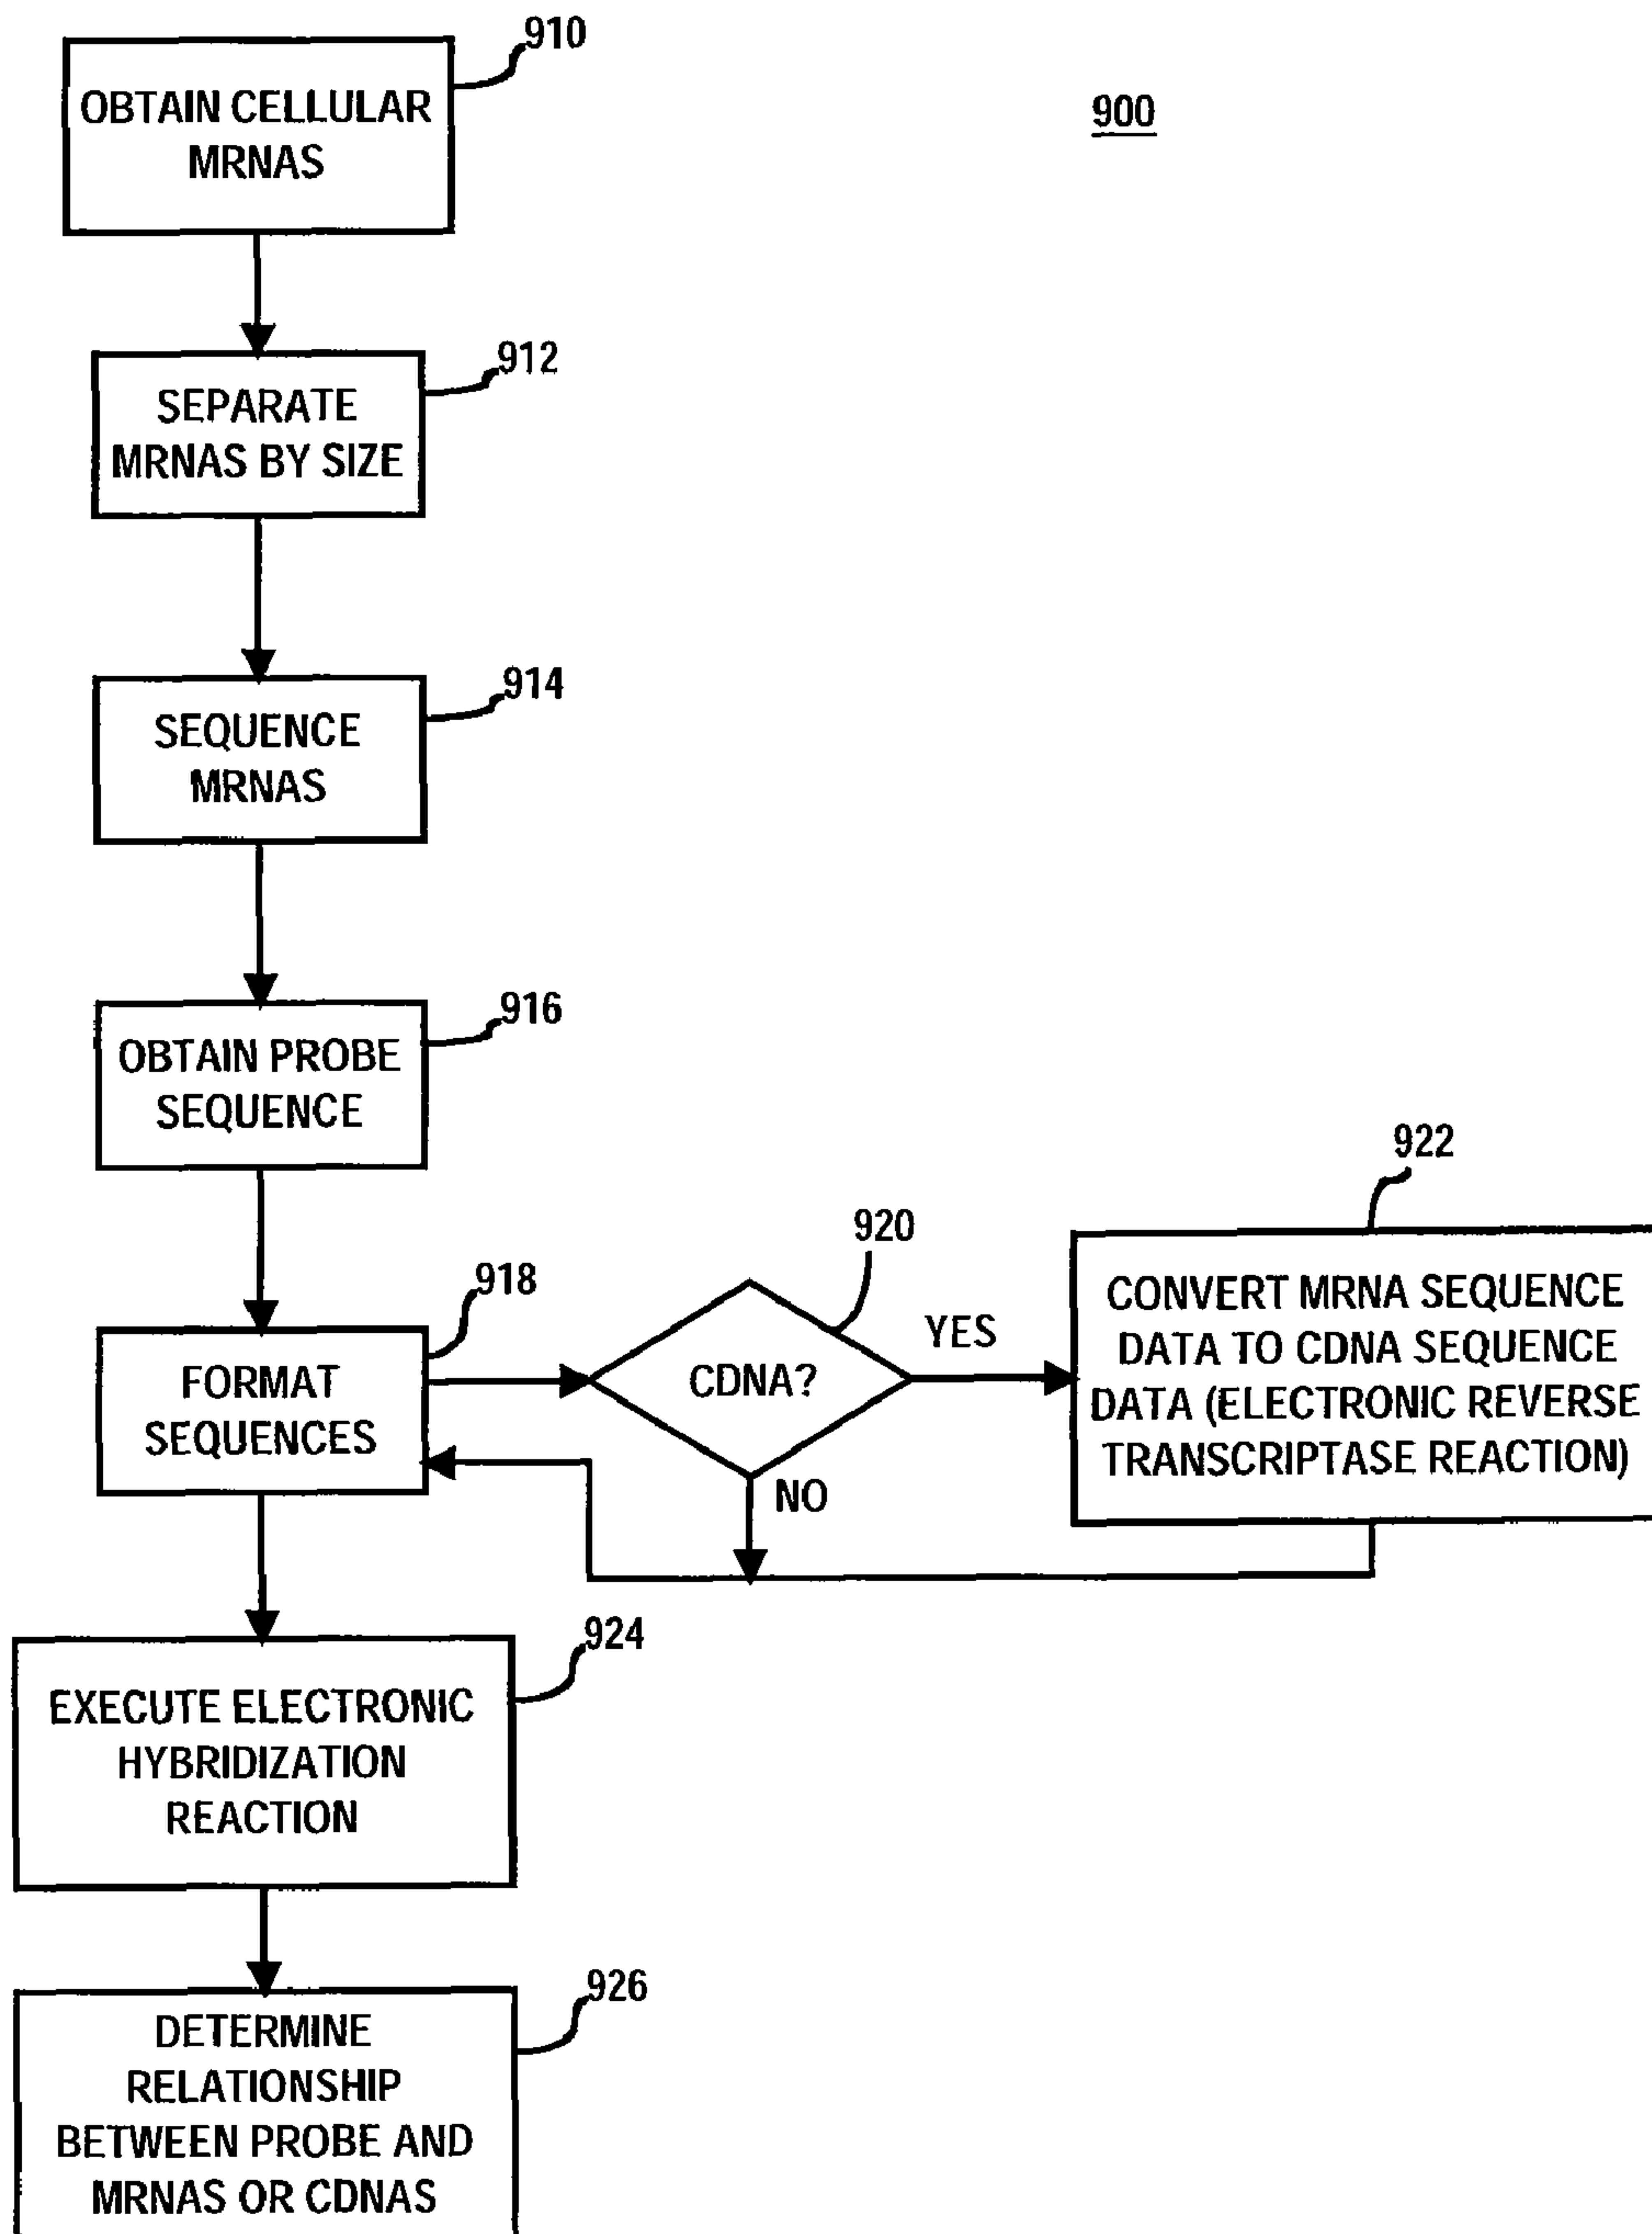 910
OBTAIN CELLULAR
MRNAS
900
912
SEPARATE
MRNAS BY SIZE
914
SEQUENCE
MRNAS
916
OBTAIN PROBE
SEQUENCE
918
FORMAT
SEQUENCES
920
CDNA?
YES
NO
922
CONVERT MRNA SEQUENCE
DATA TO CDNA SEQUENCE
DATA (ELECTRONIC REVERSE
TRANSCRIPTASE REACTION)
924
EXECUTE ELECTRONIC
HYBRIDIZATION
REACTION
926
DETERMINE
RELATIONSHIP
BETWEEN PROBE AND
MRNAS OR CDNAS